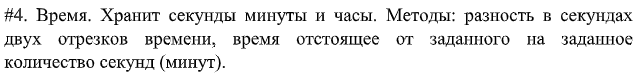 #4. Время. Хранит секунды минуты и часы. Методы: разность в секундах
двух отрезков времени, время отстоящее от заданного на заданное
количество секунд (минут).